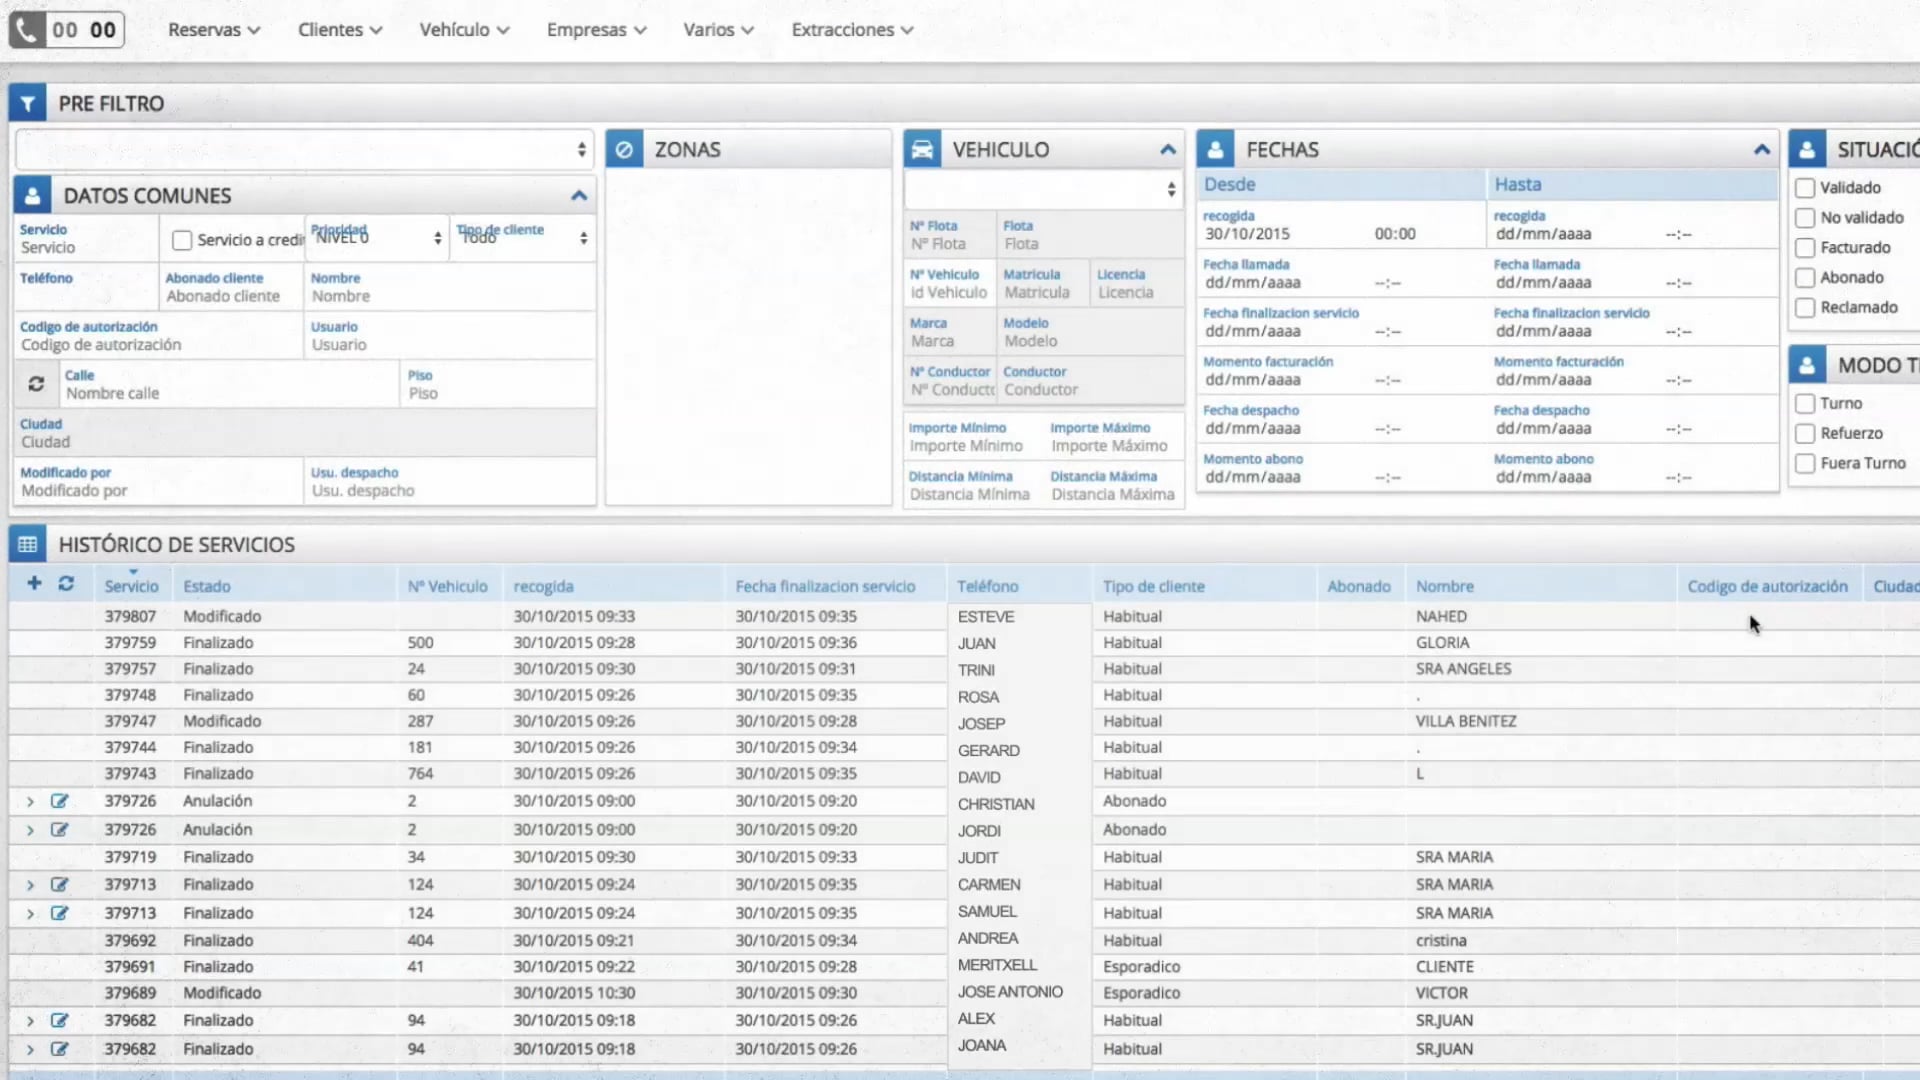 00 00 Reservas Clientes Vehículo Empresas Varios Extracciones
PRE FILTRO
DATOS COMUNES
Servicio
Servicio
Servicio a credi
Prioridad
NIVEL 0
Tipo de cliente
Todo
Teléfono
Abonado cliente
Abonado cliente
Nombre
Nombre
Codigo de autorización
Codigo de autorización
Usuario
Usuario
Calle
Nombre calle
Piso
Piso
Ciudad
Ciudad
Modificado por
Modificado por
Usu. despacho
Usu. despacho
ZONAS
VEHICULO
Nº Flota
Nº Flota
Flota
Flota
Nº Vehiculo
Id Vehiculo
Matricula
Matricula
Licencia
Licencia
Marca
Marca
Modelo
Modelo
Nº Conductor
Nº Conducto
Conductor
Conductor
Importe Mínimo
Importe Mínimo
Importe Máximo
Importe Máximo
Distancia Mínima
Distancia Mínima
Distancia Máxima
Distancia Máxima
FECHAS
Desde Hasta
recogida recogida
30/10/2015 00:00 dd/mm/aaaa --:--
Fecha llamada Fecha llamada
dd/mm/aaaa --:-- dd/mm/aaaa --:--
Fecha finalizacion servicio Fecha finalizacion servicio
dd/mm/aaaa --:-- dd/mm/aaaa --:--
Momento facturación Momento facturación
dd/mm/aaaa --:-- dd/mm/aaaa --:--
Fecha despacho Fecha despacho
dd/mm/aaaa --:-- dd/mm/aaaa --:--
Momento abono Momento abono
dd/mm/aaaa --:-- dd/mm/aaaa --:--
SITUACIÓ
Validado
No validado
Facturado
Abonado
Reclamado
MODO T
Turno
Refuerzo
Fuera Turno
HISTÓRICO DE SERVICIOS
Servicio Estado Nº Vehiculo recogida Fecha finalizacion servicio Teléfono Tipo de cliente Abonado Nombre Codigo de autorización Ciudad
379807 Modificado 30/10/2015 09:33 30/10/2015 09:35 ESTEVE Habitual NAHED
379759 Finalizado 500 30/10/2015 09:28 30/10/2015 09:36 JUAN Habitual GLORIA
379757 Finalizado 24 30/10/2015 09:30 30/10/2015 09:31 TRINI Habitual SRA ANGELES
379748 Finalizado 60 30/10/2015 09:26 30/10/2015 09:35 ROSA Habitual .
379747 Modificado 287 30/10/2015 09:26 30/10/2015 09:28 JOSEP Habitual VILLA BENITEZ
379744 Finalizado 181 30/10/2015 09:26 30/10/2015 09:34 GERARD Habitual .
379743 Finalizado 764 30/10/2015 09:26 30/10/2015 09:35 DAVID Habitual L
379726 Anulación 2 30/10/2015 09:00 30/10/2015 09:20 CHRISTIAN Abonado
379726 Anulación 2 30/10/2015 09:00 30/10/2015 09:20 JORDI Abonado
379719 Finalizado 34 30/10/2015 09:30 30/10/2015 09:33 JUDIT Habitual SRA MARIA
379713 Finalizado 124 30/10/2015 09:24 30/10/2015 09:35 CARMEN Habitual SRA MARIA
379713 Finalizado 124 30/10/2015 09:24 30/10/2015 09:35 SAMUEL Habitual SRA MARIA
379692 Finalizado 404 30/10/2015 09:21 30/10/2015 09:34 ANDREA Habitual cristina
379691 Finalizado 41 30/10/2015 09:22 30/10/2015 09:28 MERITXELL Esporadico CLIENTE
379689 Modificado 30/10/2015 10:30 30/10/2015 09:30 JOSE ANTONIO Esporadico VICTOR
379682 Finalizado 94 30/10/2015 09:18 30/10/2015 09:26 ALEX Habitual SR.JUAN
379682 Finalizado 94 30/10/2015 09:18 30/10/2015 09:26 JOANA Habitual SR.JUAN